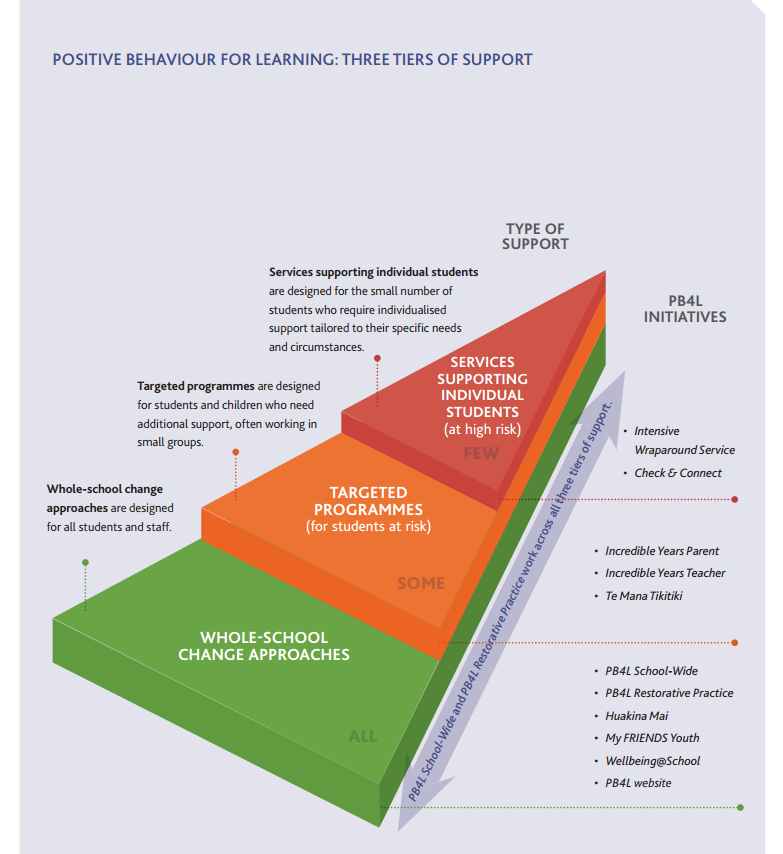 POSITIVE BEHAVIOUR FOR LEARNING: THREE TIERS OF SUPPORT
TYPE OF
SUPPORT
PB4L
INITIATIVES
Services supporting individual students
are designed for the small number of
students who require individualised
support tailored to their specific needs
and circumstances.
SERVICES
SUPPORTING
INDIVIDUAL
STUDENTS
(at high risk)
FEW
• Intensive
Wraparound Service
• Check & Connect
Targeted programmes are designed
for students and children who need
additional support, often working in
small groups.
TARGETED
PROGRAMMES
(for students at risk)
SOME
• Incredible Years Parent
• Incredible Years Teacher
• Te Mana Tikitiki
Whole-school change
approaches are designed
for all students and staff.
WHOLE-SCHOOL
CHANGE APPROACHES
ALL
• PB4L School-Wide
• PB4L Restorative Practice
• Huakina Mai
• My FRIENDS Youth
• Wellbeing@School
• PB4L website
PB4L School-Wide and PB4L Restorative Practice work across all three tiers of support.